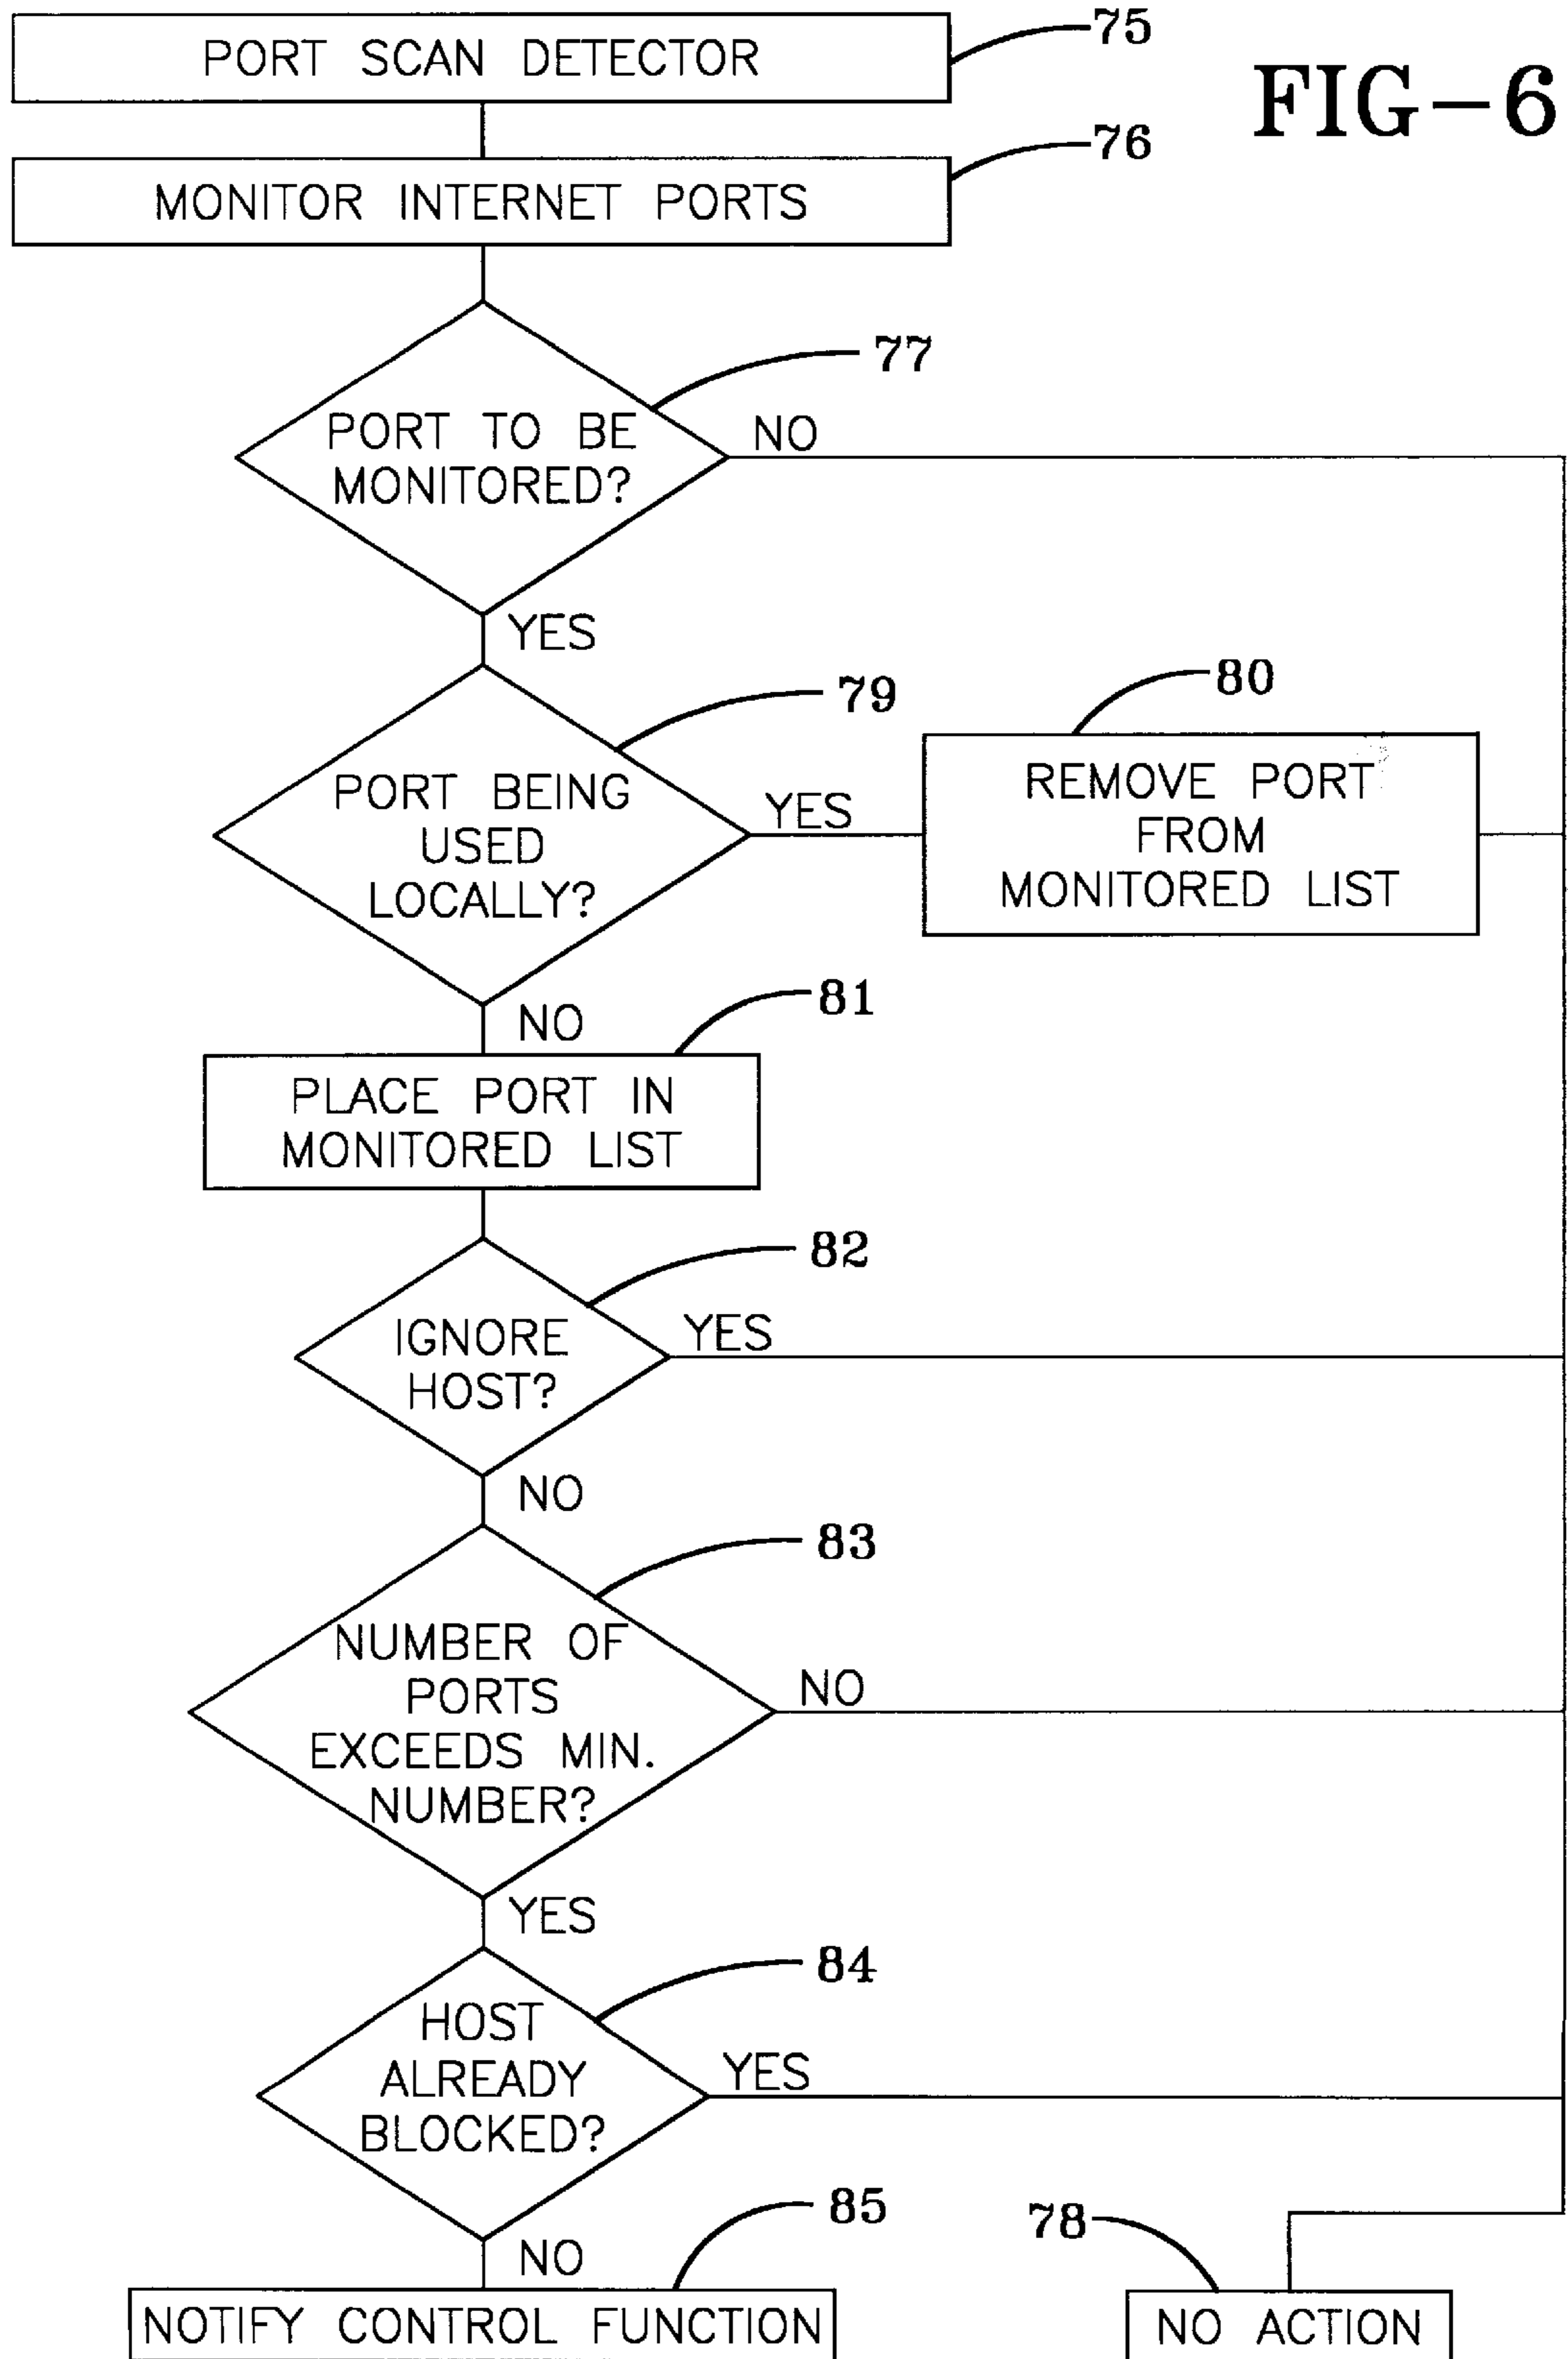 PORT SCAN DETECTOR
75
FIG-6
MONITOR INTERNET PORTS
76
77
PORT TO BE
MONITORED?
NO
YES
79
80
PORT BEING
USED
LOCALLY?
YES
REMOVE PORT
FROM
MONITORED LIST
NO
81
PLACE PORT IN
MONITORED LIST
82
IGNORE
HOST?
YES
NO
83
NUMBER OF
PORTS
EXCEEDS MIN.
NUMBER?
NO
YES
84
HOST
ALREADY
BLOCKED?
YES
NO
85
78
NOTIFY CONTROL FUNCTION
NO ACTION